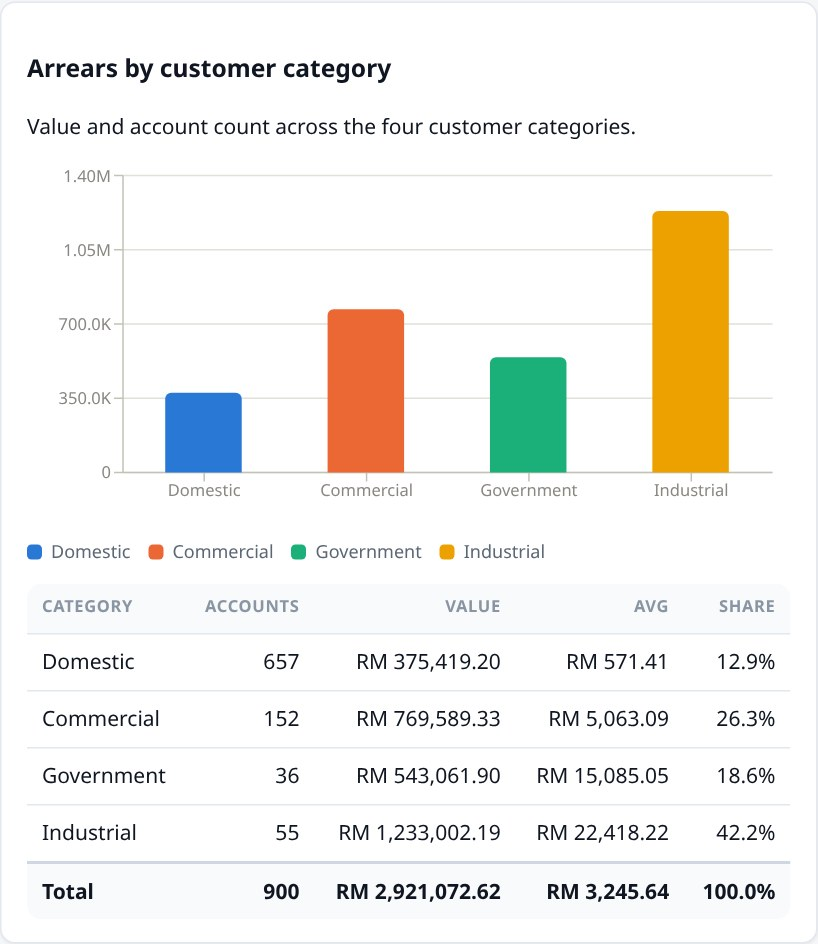 Arrears by customer category
Value and account count across the four customer categories.
1.40M
1.05M
700.0K
350.0K
0
Domestic Commercial Government Industrial
Domestic Commercial Government Industrial
CATEGORY ACCOUNTS VALUE AVG SHARE
Domestic 657 RM 375,419.20 RM 571.41 12.9%
Commercial 152 RM 769,589.33 RM 5,063.09 26.3%
Government 36 RM 543,061.90 RM 15,085.05 18.6%
Industrial 55 RM 1,233,002.19 RM 22,418.22 42.2%
Total 900 RM 2,921,072.62 RM 3,245.64 100.0%